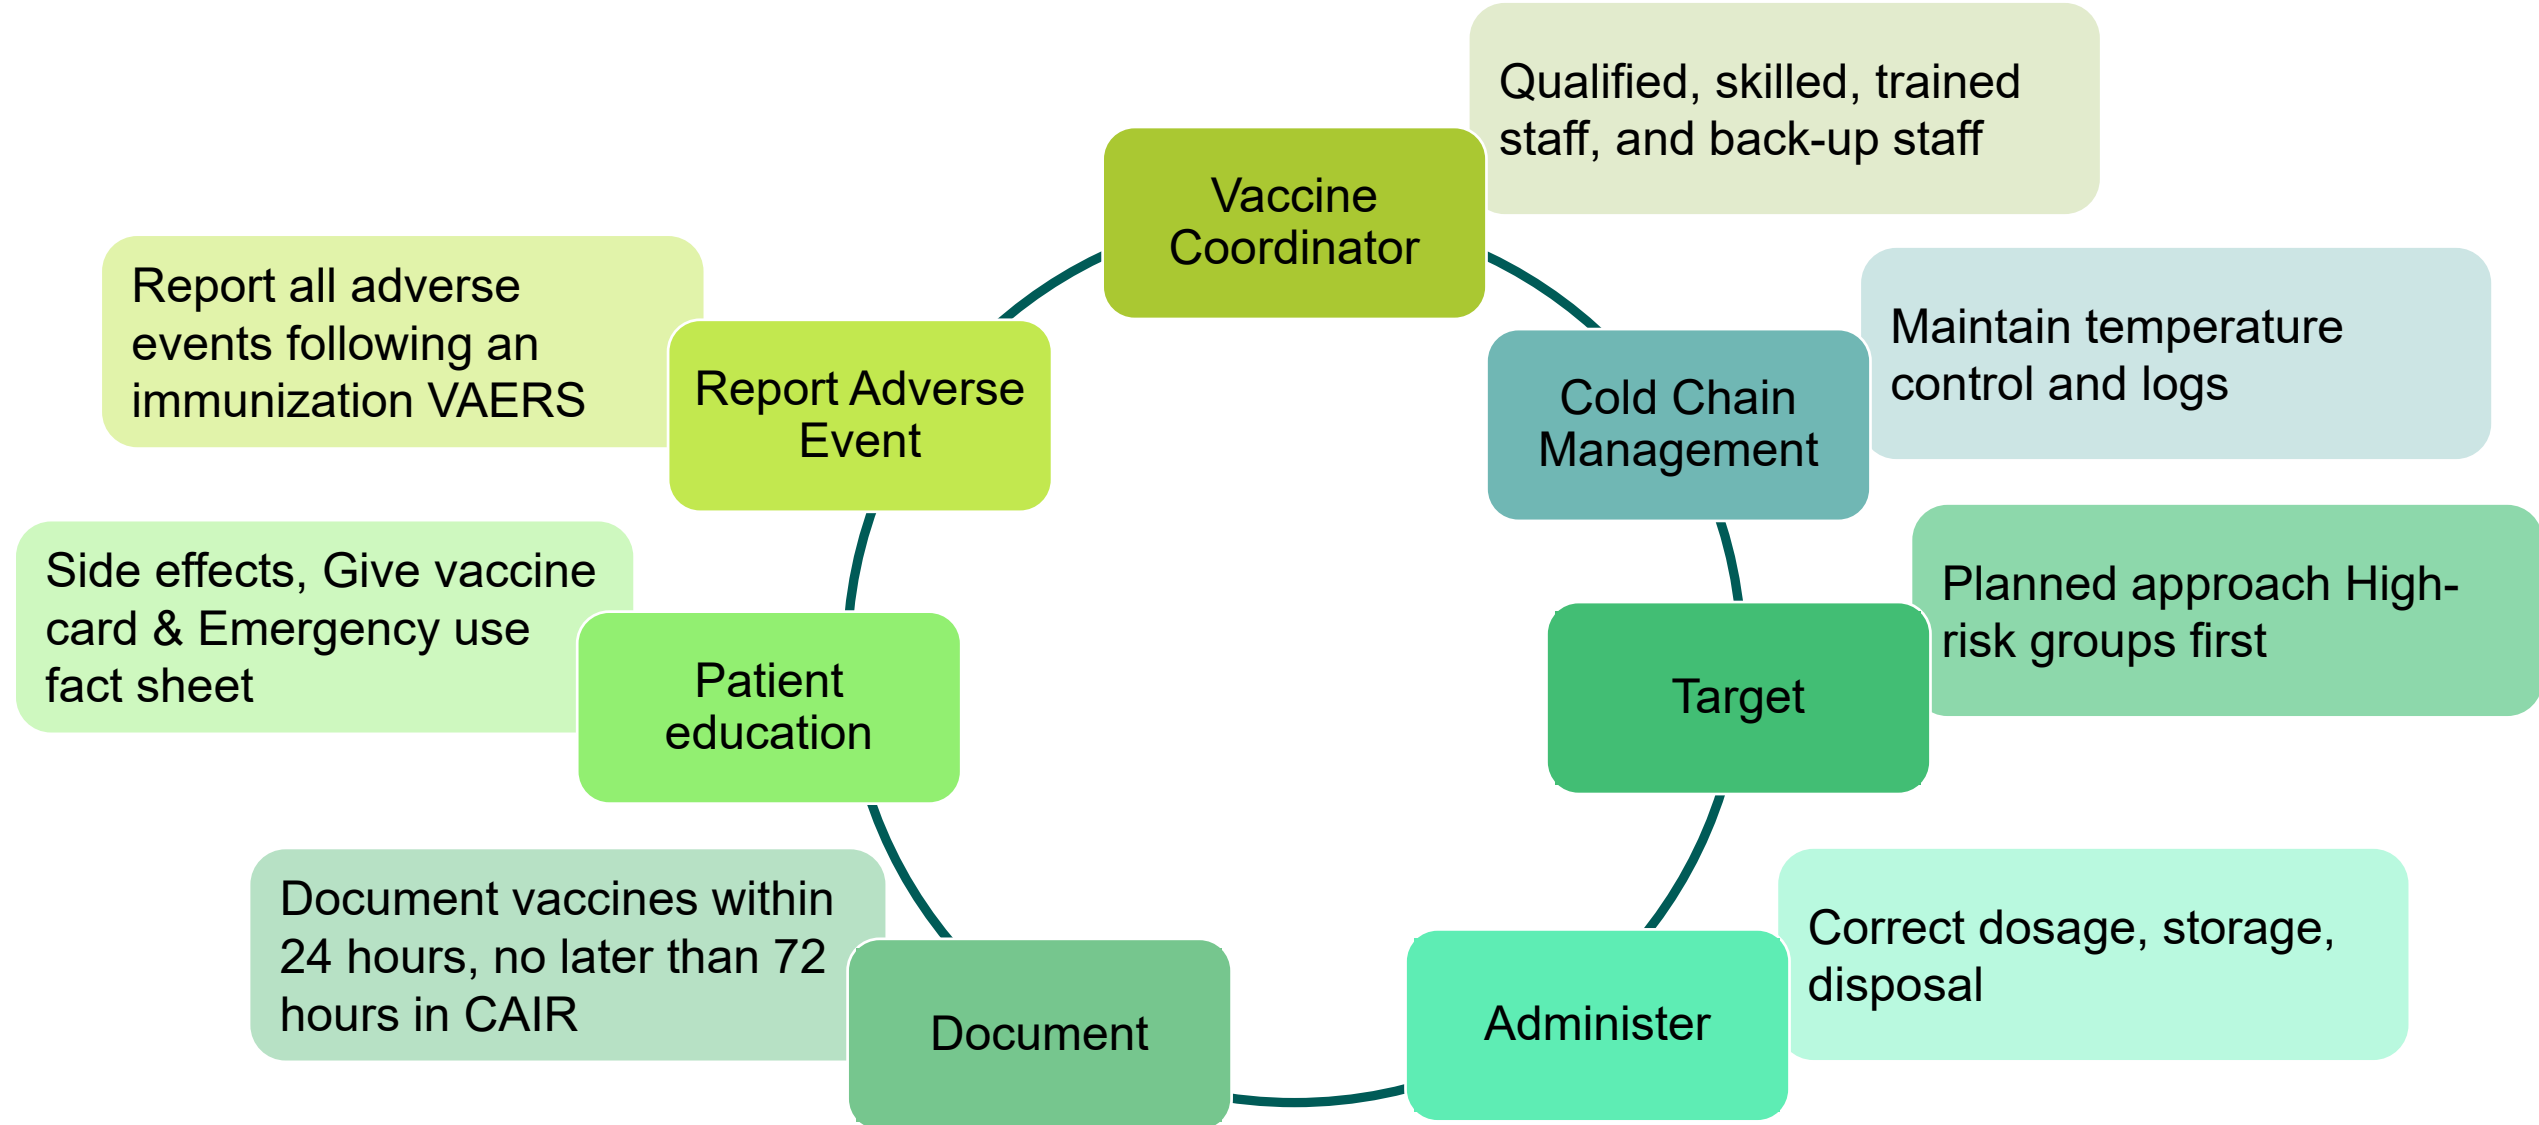 Vaccine
Coordinator
Qualified, skilled, trained
staff, and back-up staff
Cold Chain
Management
Maintain temperature
control and logs
Target
Planned approach High-
risk groups first
Administer
Correct dosage, storage,
disposal
Document
Document vaccines within
24 hours, no later than 72
hours in CAIR
Patient
education
Side effects, Give vaccine
card & Emergency use
fact sheet
Report Adverse
Event
Report all adverse
events following an
immunization VAERS